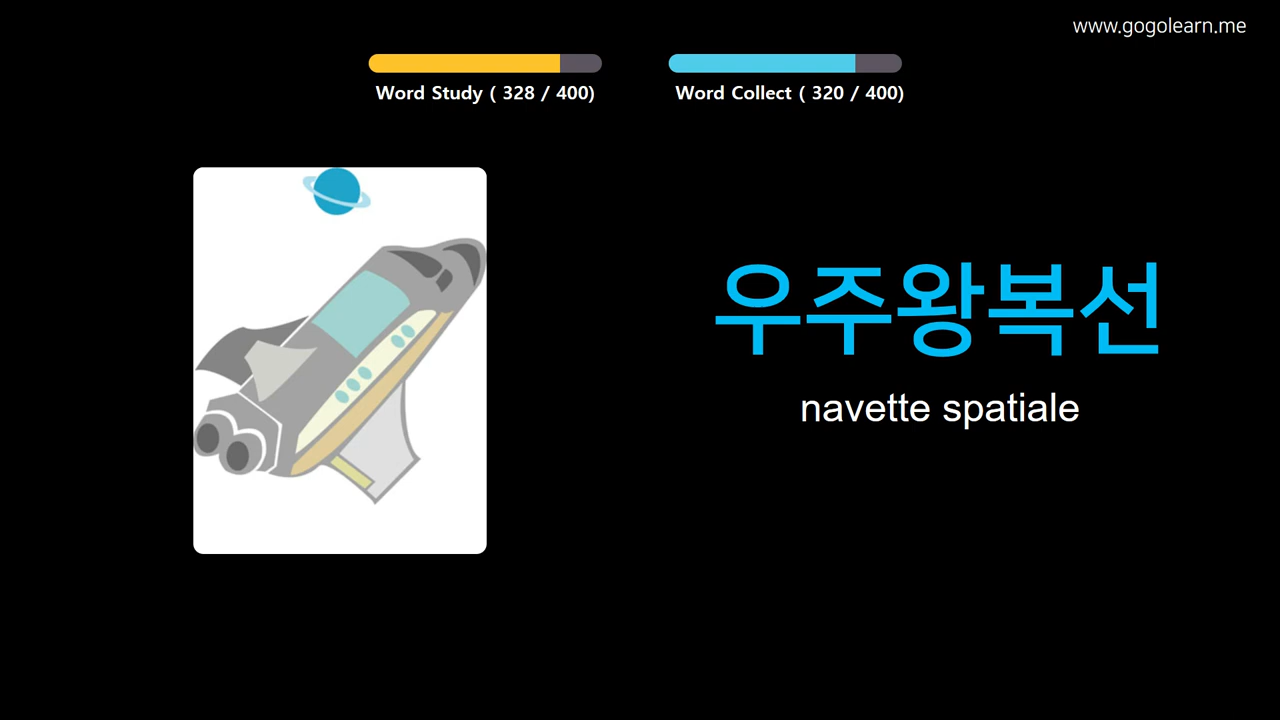 www.gogolearn.me
Word Study ( 328 / 400)
Word Collect ( 320 / 400)
우주왕복선
navette spatiale